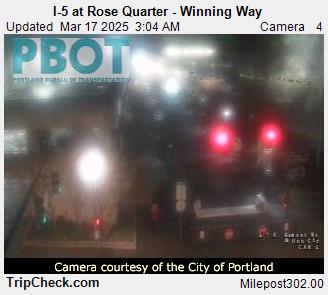 I-5 at Rose Quarter - Winning Way
Updated Mar 17 2025 3:04 AM Camera 4
PBOT
PORTLAND BUREAU OF TRANSPORTATION
Camera courtesy of the City of Portland
TripCheck.com Milepost302.00